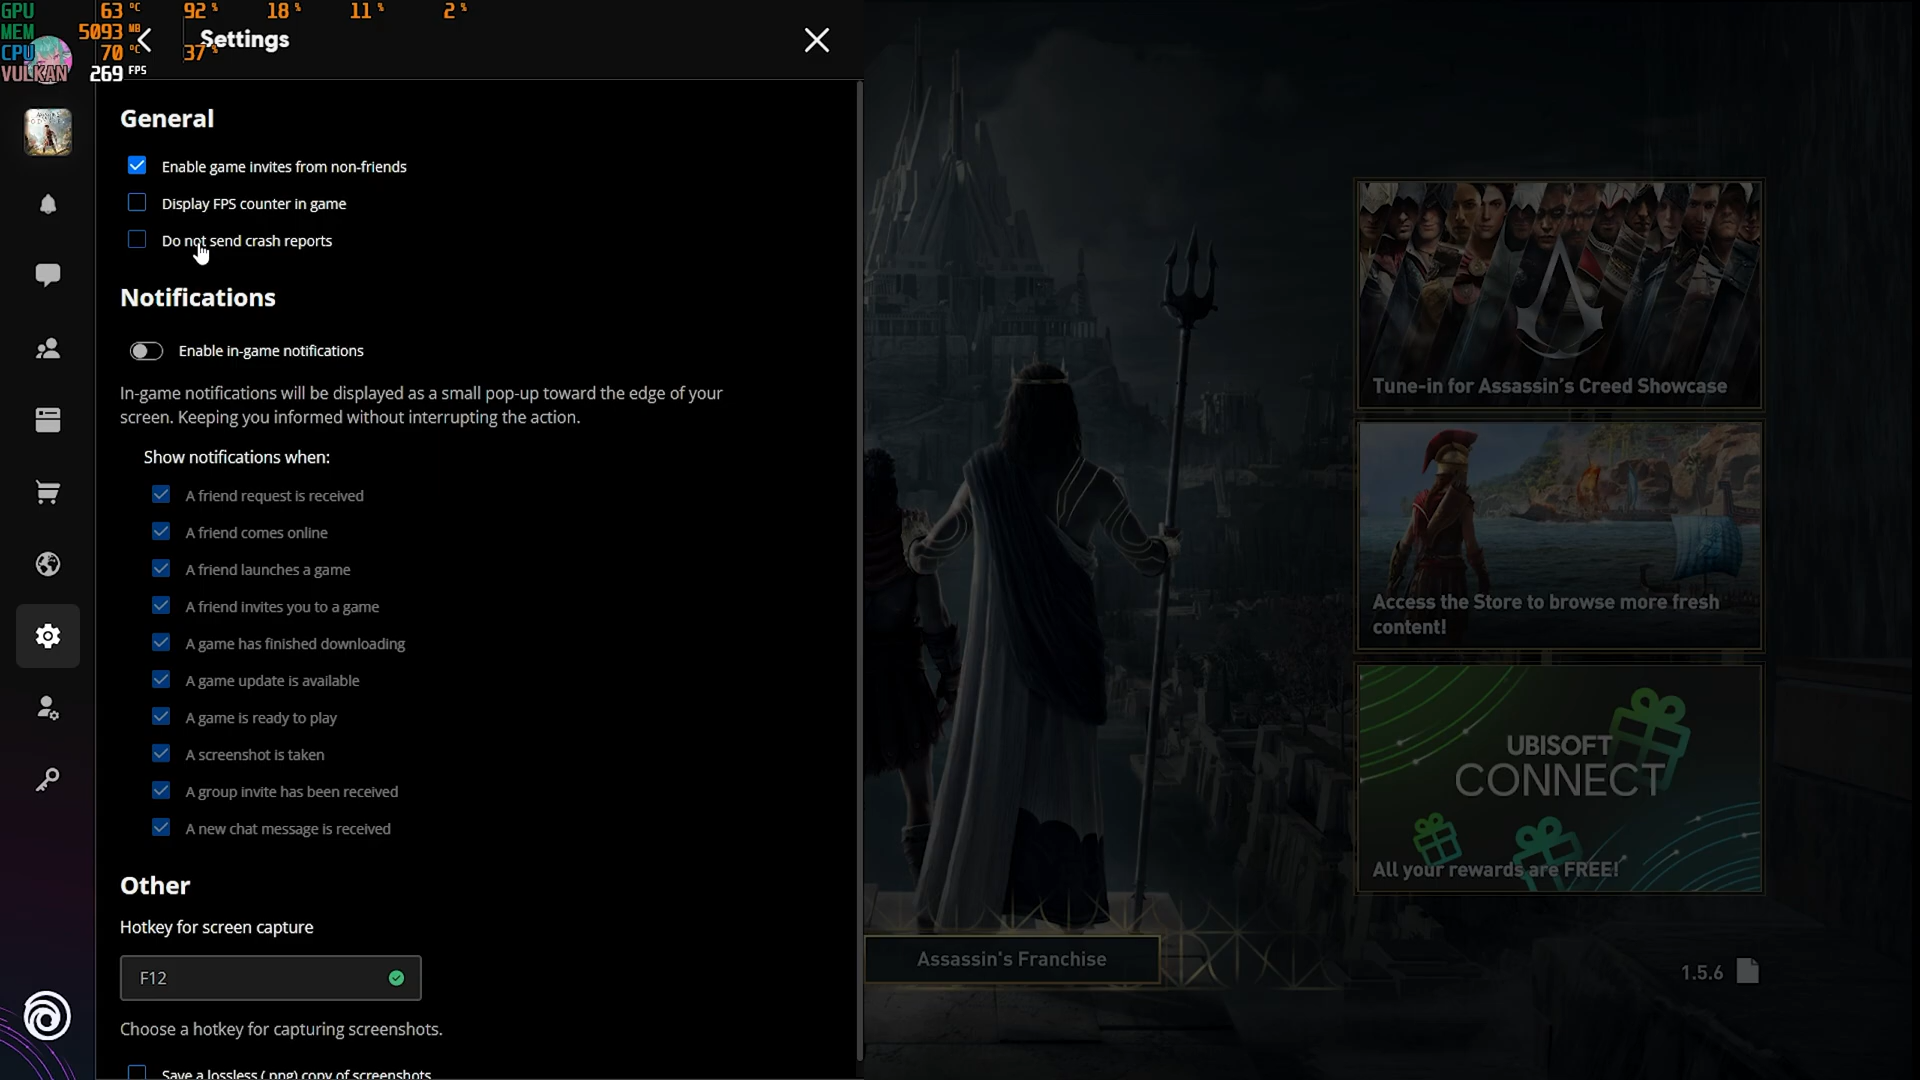 GPU 63 °C 92 % 18 % 11 % 2 %
MEM 5093 MB
CPU 70 °C 37 %
VULKAN 269 FPS
Settings
General
Enable game invites from non-friends
Display FPS counter in game
Do not send crash reports
Notifications
Enable in-game notifications
In-game notifications will be displayed as a small pop-up toward the edge of your
screen. Keeping you informed without interrupting the action.
Show notifications when:
A friend request is received
A friend comes online
A friend launches a game
A friend invites you to a game
A game has finished downloading
A game update is available
A game is ready to play
A screenshot is taken
A group invite has been received
A new chat message is received
Other
Hotkey for screen capture
F12
Choose a hotkey for capturing screenshots.
Save a lossless (.png) copy of screenshots
Tune-in for Assassin's Creed Showcase
Access the Store to browse more fresh
content!
UBISOFT
CONNECT
All your rewards are FREE!
Assassin's Franchise
1.5.6